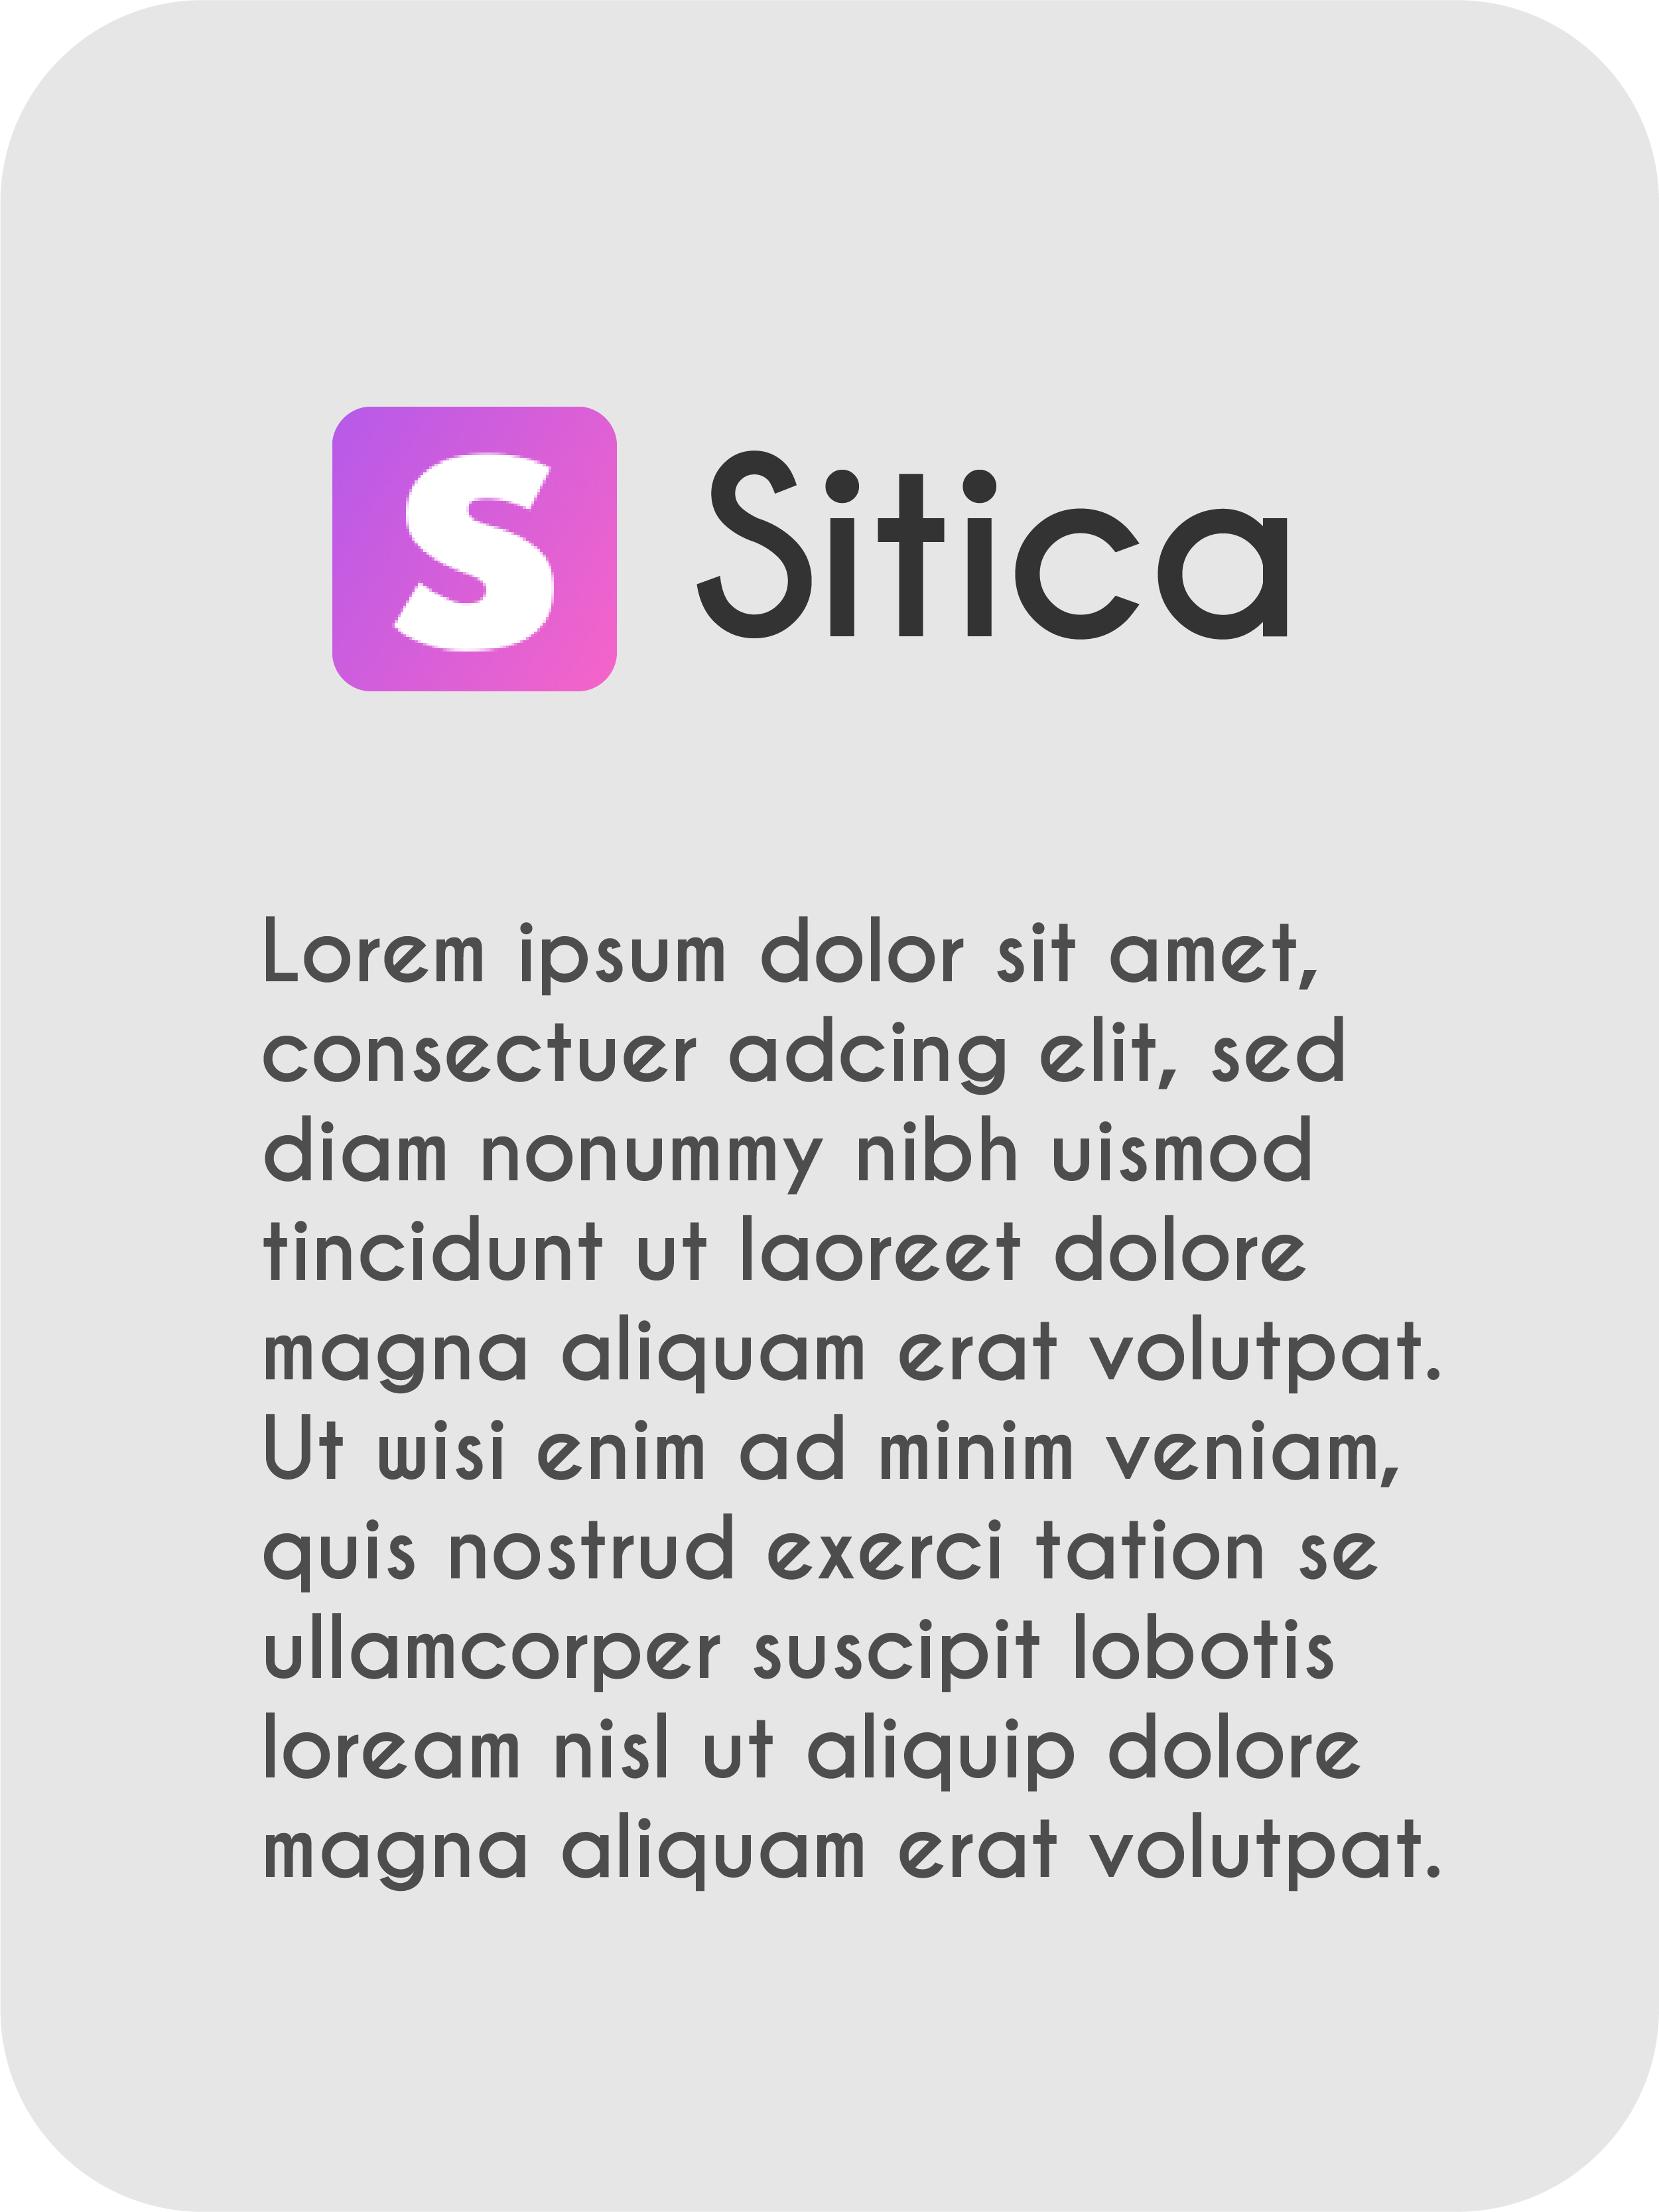 S Sitica
Lorem ipsum dolor sit amet,
consectuer adcing elit, sed
diam nonummy nibh uismod
tincidunt ut laoreet dolore
magna aliquam erat volutpat.
Ut wisi enim ad minim veniam,
quis nostrud exerci tation se
ullamcorper suscipit lobotis
loream nisl ut aliquip dolore
magna aliquam erat volutpat.